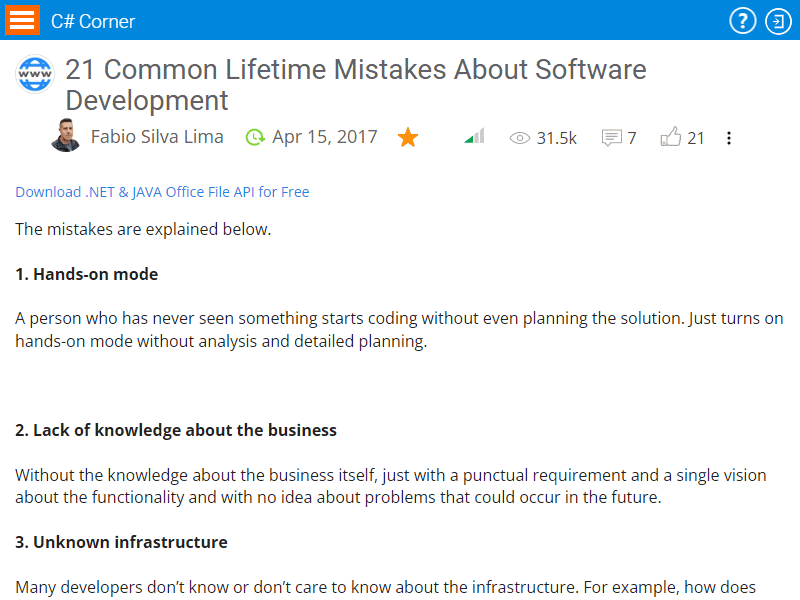 C# Corner
?
www
21 Common Lifetime Mistakes About Software
Development
Fabio Silva Lima Apr 15, 2017 31.5k 7 21
Download .NET & JAVA Office File API for Free
The mistakes are explained below.
1. Hands-on mode
A person who has never seen something starts coding without even planning the solution. Just turns on
hands-on mode without analysis and detailed planning.
2. Lack of knowledge about the business
Without the knowledge about the business itself, just with a punctual requirement and a single vision
about the functionality and with no idea about problems that could occur in the future.
3. Unknown infrastructure
Many developers don’t know or don’t care to know about the infrastructure. For example, how does